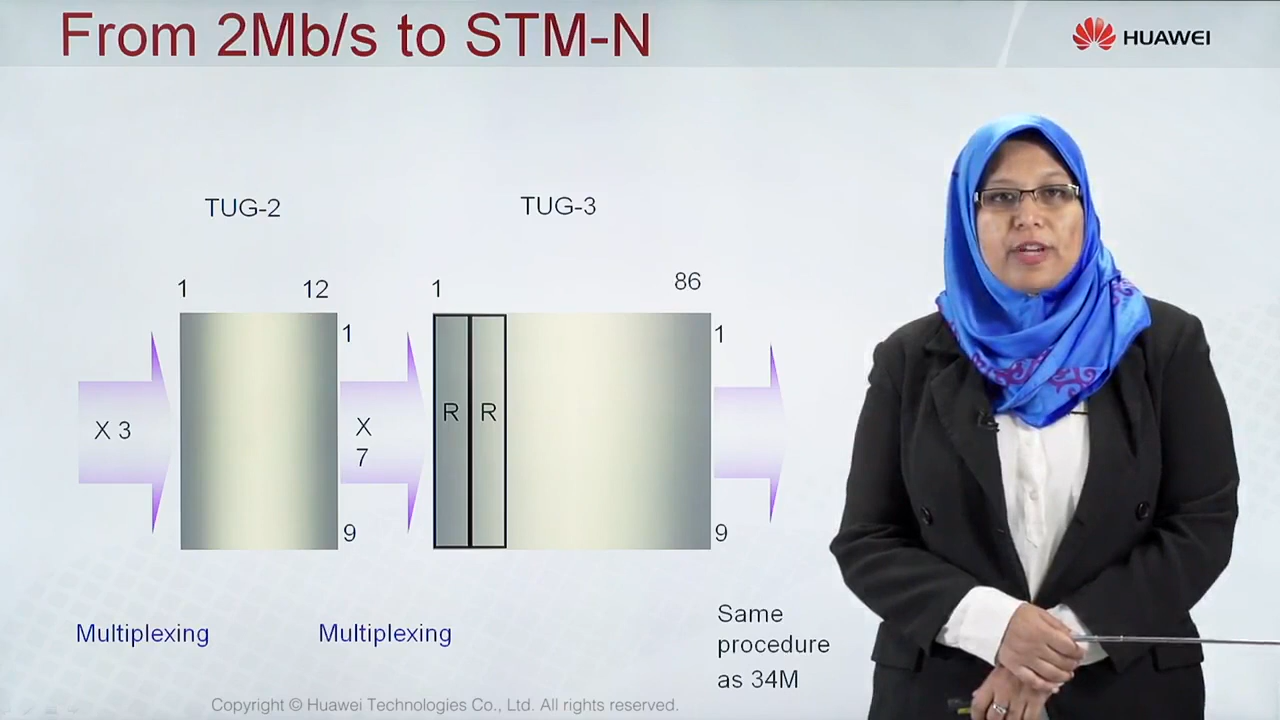 From 2Mb/s to STM-N
HUAWEI
TUG-2
TUG-3
1
12
1
86
1
1
X 3
R
R
X
7
9
9
Multiplexing
Multiplexing
Same
procedure
as 34M
Copyright © Huawei Technologies Co., Ltd. All rights reserved.